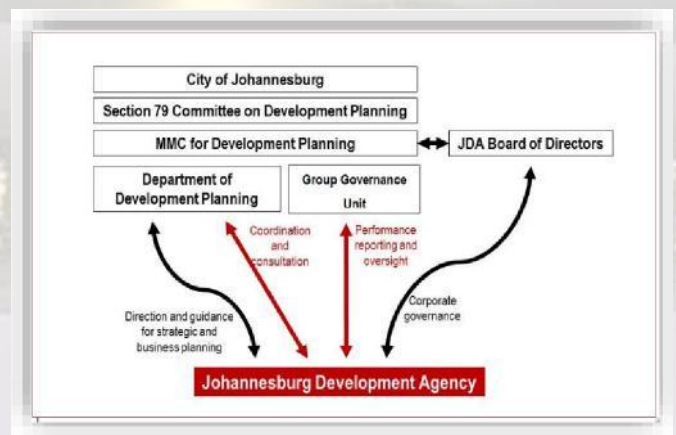 City of Johannesburg
Section 79 Committee on Development Planning
MMC for Development Planning
JDA Board of Directors
Department of
Development Planning
Group Governance
Unit
Coordination
and
consultation
Performance
reporting and
oversight
Direction and guidance
for strategic and
business planning
Corporate
governance
Johannesburg Development Agency